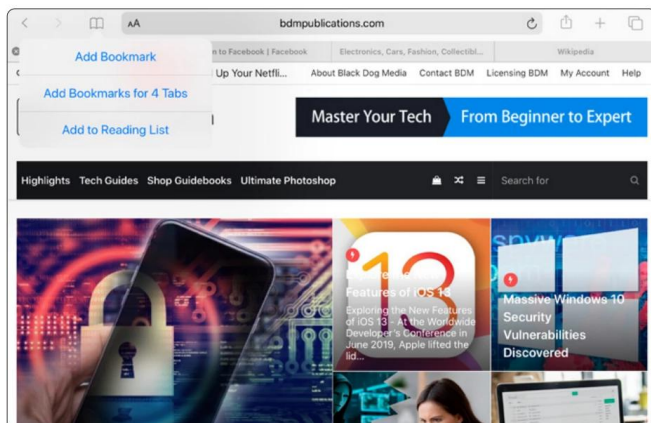 AA
bdmpublications.com
Add Bookmark
Add Bookmarks for 4 Tabs
Add to Reading List
to Facebook | Facebook
Electronics, Cars, Fashion, Collectibl...
Wikipedia
Up Your Netfli...
About Black Dog Media
Contact BDM
Licensing BDM
My Account
Help
Master Your Tech
From Beginner to Expert
Highlights
Tech Guides
Shop Guidebooks
Ultimate Photoshop
Search for
13
Features of iOS 13
Exploring the New Features
of iOS 13 - At the Worldwide
Developer's Conference in
June 2019, Apple lifted the
lid...
Massive Windows 10
Security
Vulnerabilities
Discovered